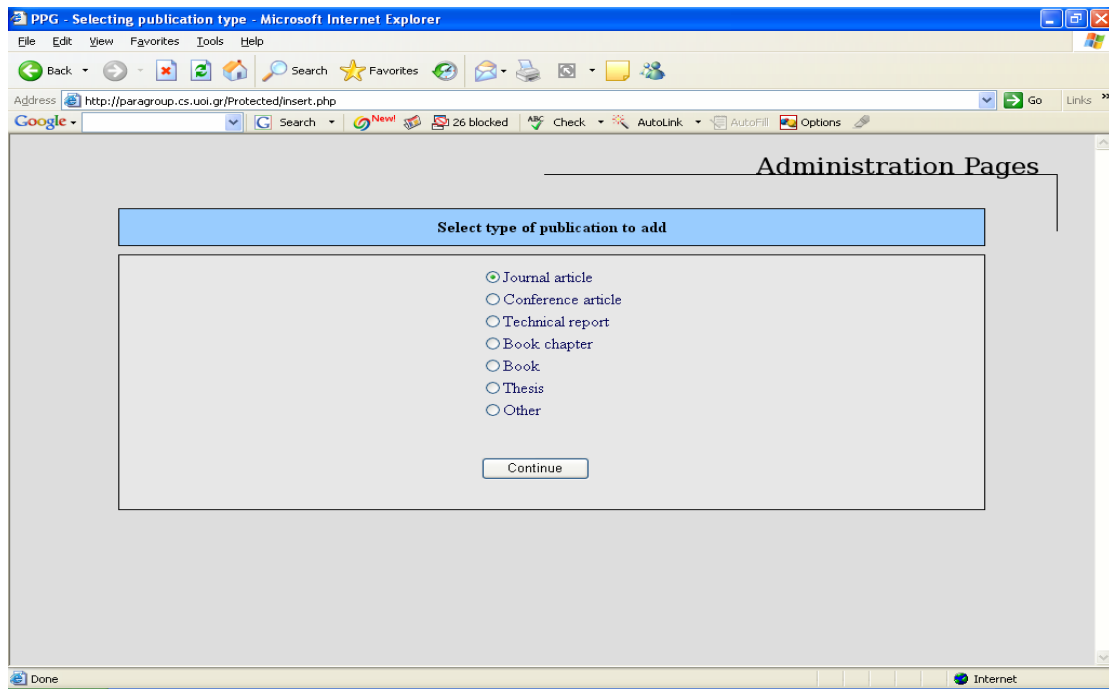 PPG - Selecting publication type - Microsoft Internet Explorer
File Edit View Favorites Tools Help
Back Search Favorites
Address http://paragroup.cs.uoi.gr/Protected/insert.php Go Links »
Google Search New! 26 blocked ABC Check AutoLink AutoFill Options
Administration Pages
Select type of publication to add
Journal article
Conference article
Technical report
Book chapter
Book
Thesis
Other
Continue
Done Internet